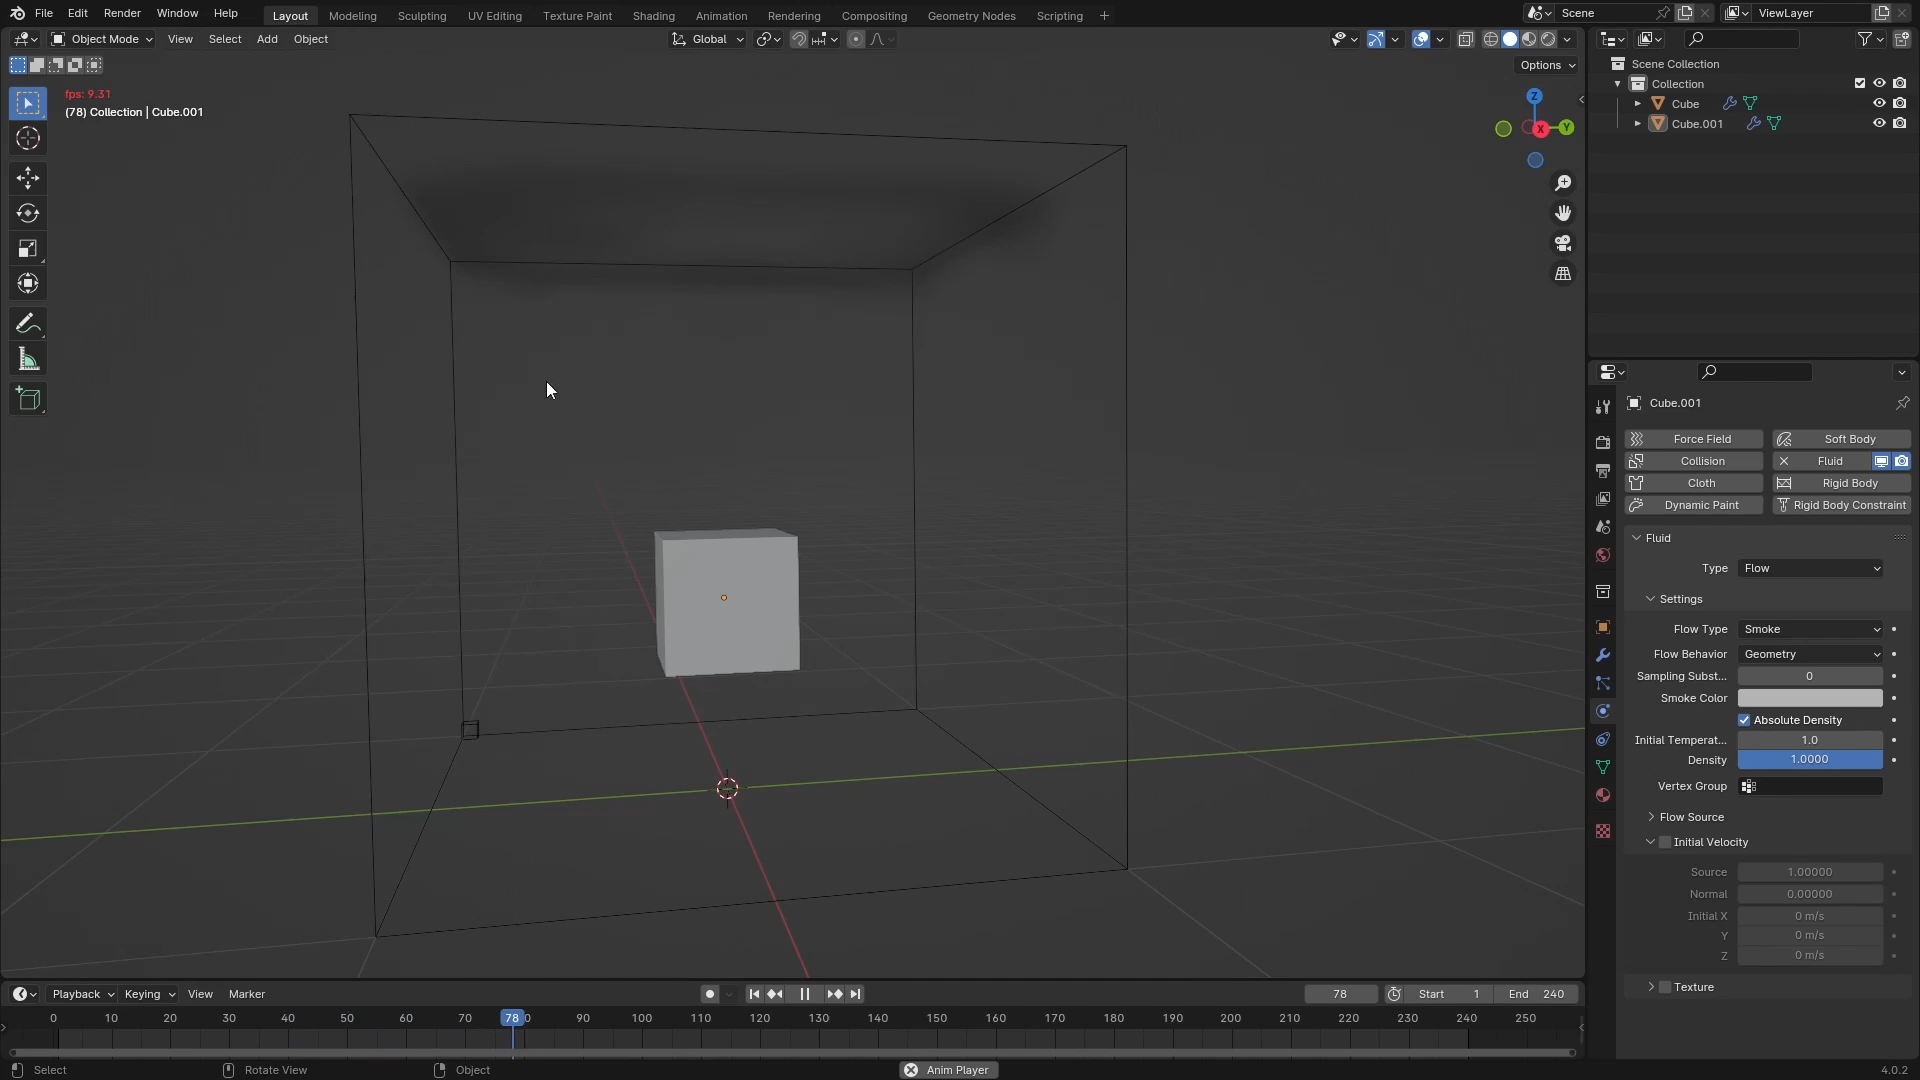 File Edit Render Window Help Layout Modeling Sculpting UV Editing Texture Paint Shading Animation Rendering Compositing Geometry Nodes Scripting + Scene ViewLayer
Object Mode View Select Add Object Global
Options
fps: 9.31
(78) Collection | Cube.001
Z
X Y
Scene Collection
Collection
Cube
Cube.001
Cube.001
Force Field Soft Body
Collision Fluid
Cloth Rigid Body
Dynamic Paint Rigid Body Constraint
Fluid
Type Flow
Settings
Flow Type Smoke
Flow Behavior Geometry
Sampling Subst... 0
Smoke Color
Absolute Density
Initial Temperat... 1.0
Density 1.0000
Vertex Group
Flow Source
Initial Velocity
Source 1.00000
Normal 0.00000
Initial X 0 m/s
Y 0 m/s
Z 0 m/s
Texture
Playback Keying View Marker 78 Start 1 End 240
0 10 20 30 40 50 60 70 78 0 90 100 110 120 130 140 150 160 170 180 190 200 210 220 230 240 250
Select Rotate View Object Anim Player 4.0.2